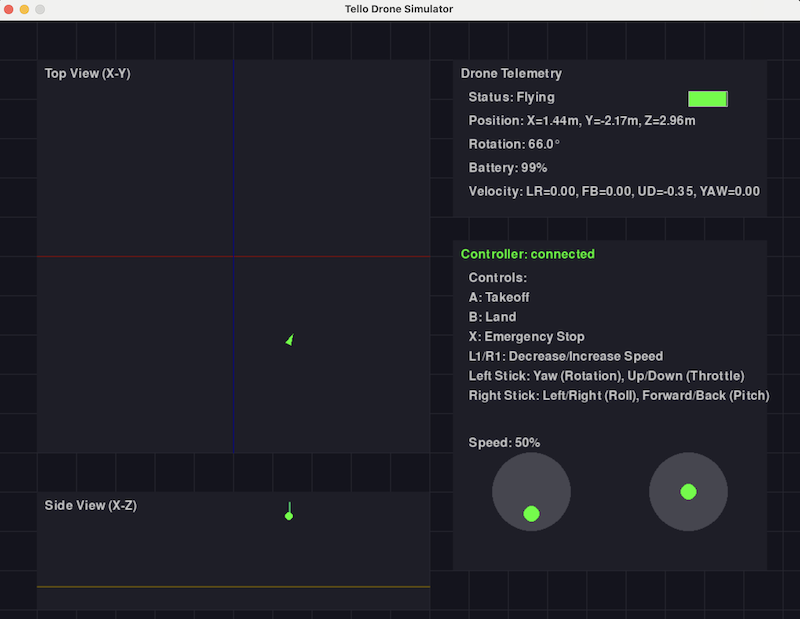 Tello Drone Simulator
Top View (X-Y)
Side View (X-Z)
Drone Telemetry
Status: Flying
Position: X=1.44m, Y=-2.17m, Z=2.96m
Rotation: 66.0°
Battery: 99%
Velocity: LR=0.00, FB=0.00, UD=-0.35, YAW=0.00
Controller: connected
Controls:
A: Takeoff
B: Land
X: Emergency Stop
L1/R1: Decrease/Increase Speed
Left Stick: Yaw (Rotation), Up/Down (Throttle)
Right Stick: Left/Right (Roll), Forward/Back (Pitch)
Speed: 50%